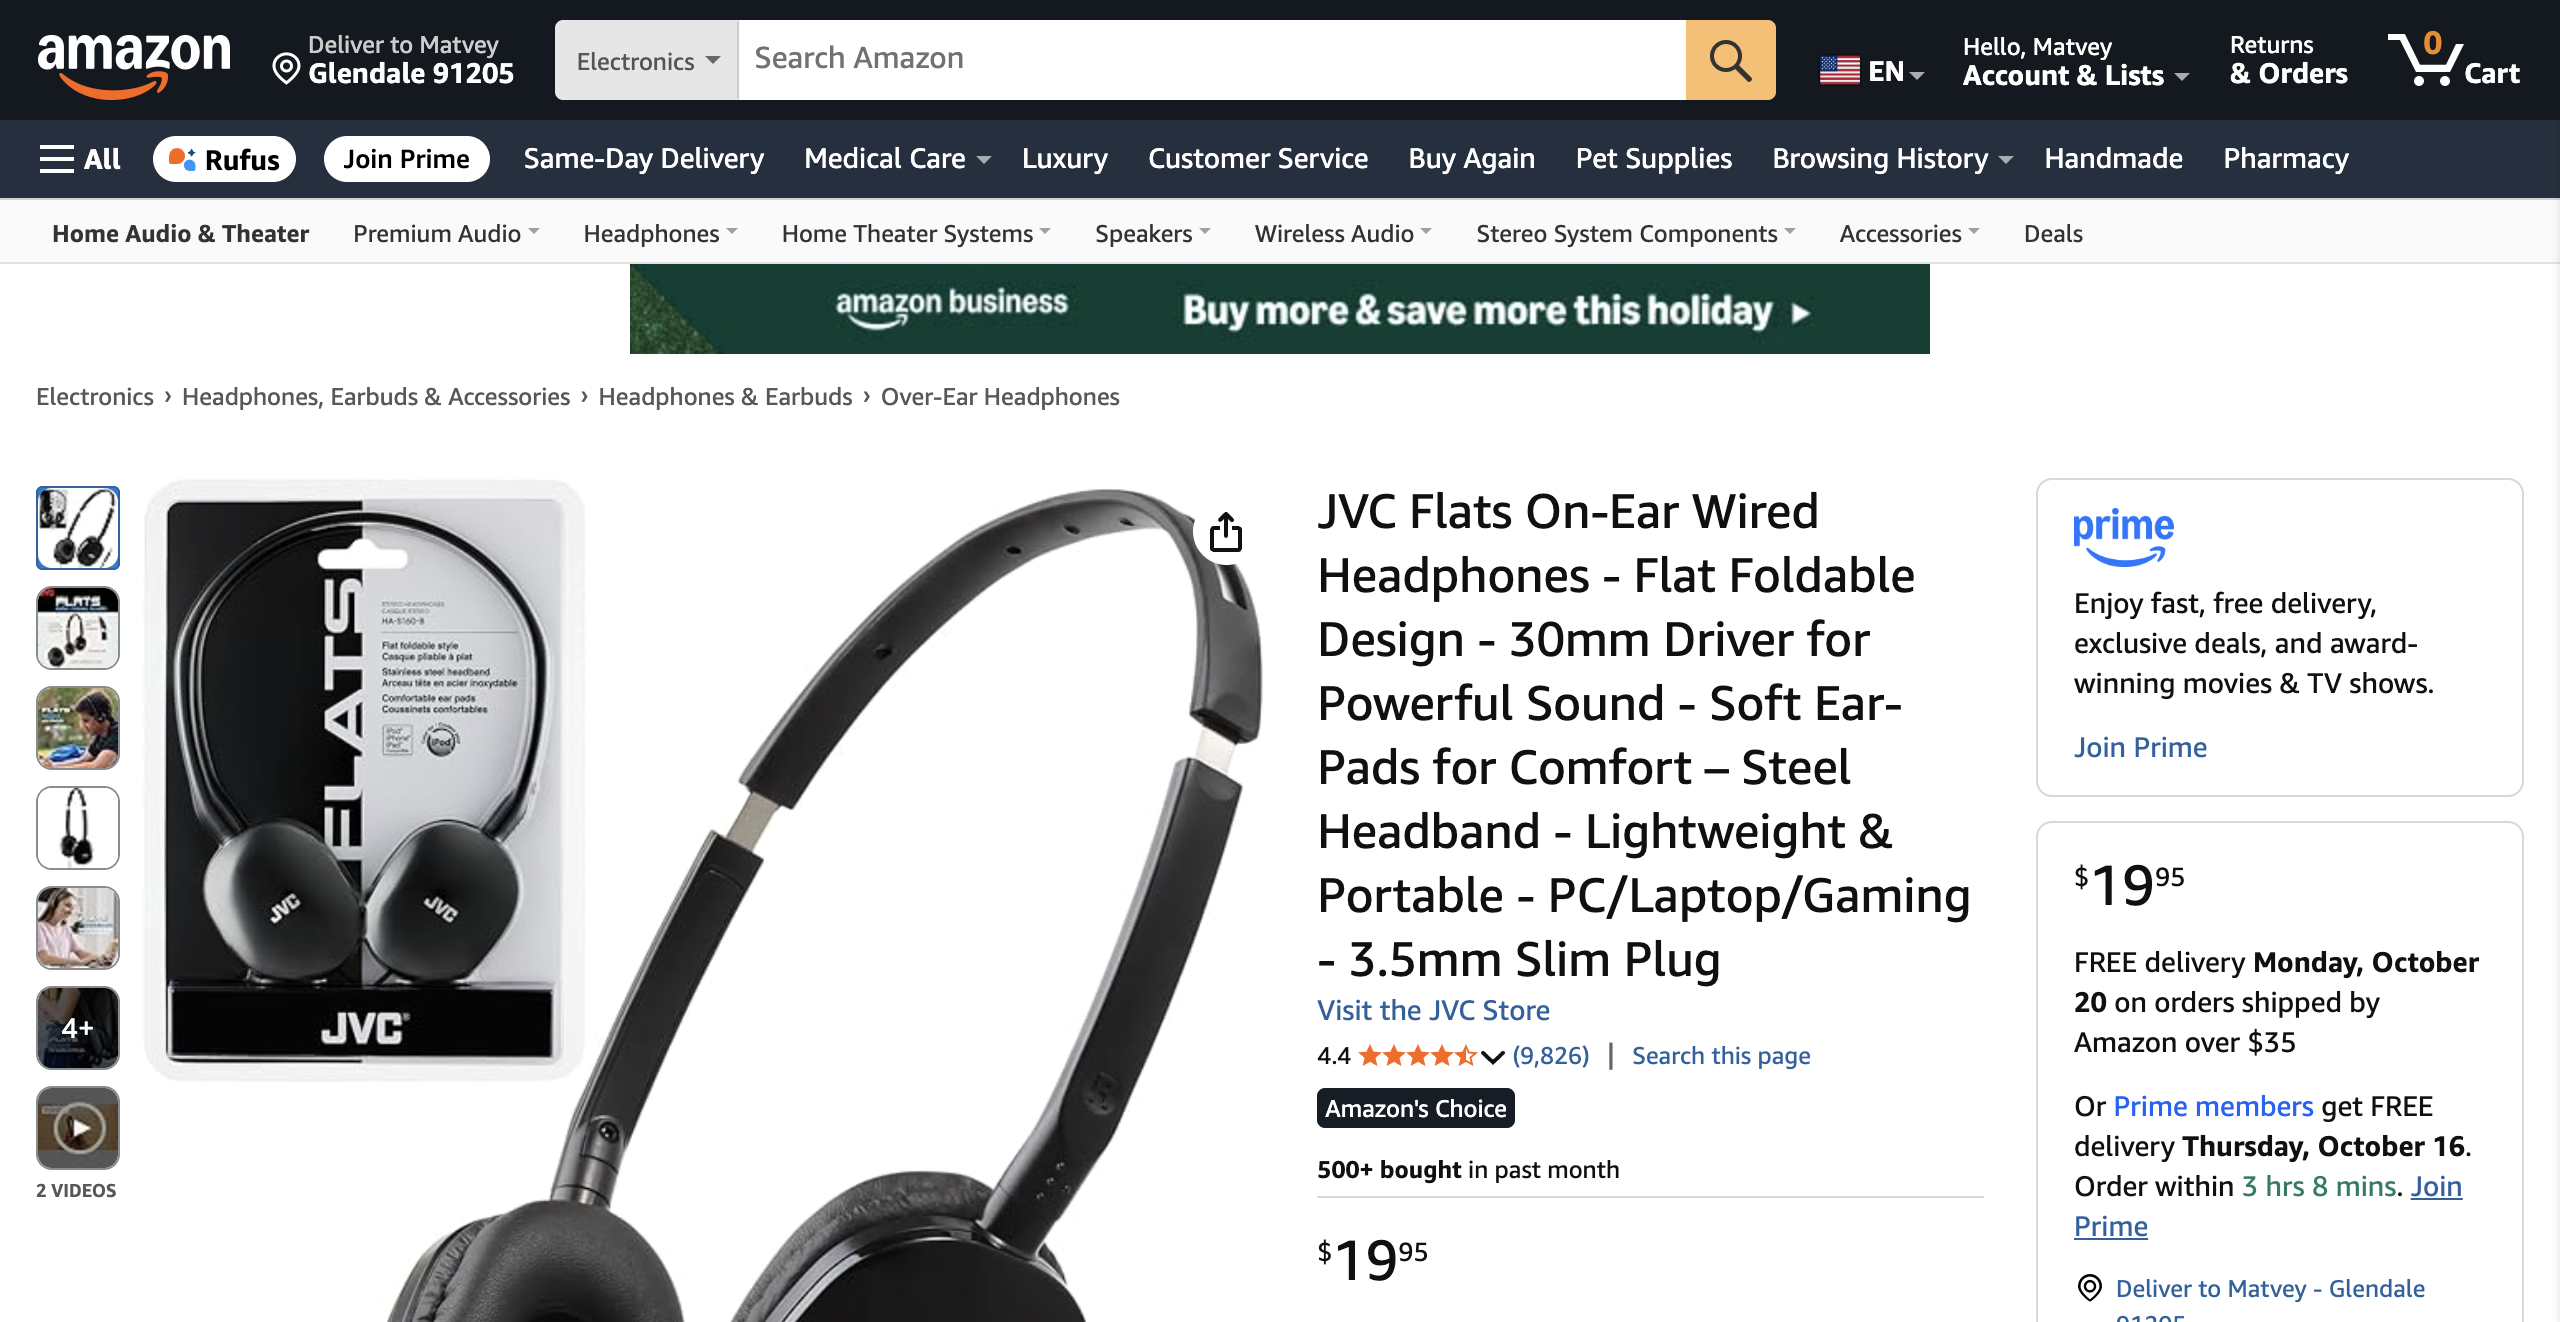 amazon
Deliver to Matvey
Glendale 91205
Electronics
Search Amazon
EN
Hello, Matvey
Account & Lists
Returns
& Orders
0
Cart
All
Rufus
Join Prime
Same-Day Delivery
Medical Care
Luxury
Customer Service
Buy Again
Pet Supplies
Browsing History
Handmade
Pharmacy
Home Audio & Theater
Premium Audio
Headphones
Home Theater Systems
Speakers
Wireless Audio
Stereo System Components
Accessories
Deals
amazon business
Buy more & save more this holiday
Electronics › Headphones, Earbuds & Accessories › Headphones & Earbuds › Over-Ear Headphones
FLATS
4+
2 VIDEOS
FLATS
STEREO HEADPHONES
CASQUE STEREO
HA-S160-B
Flat foldable style
Casque pliable à plat
Stainless steel headband
Arceau tête en acier inoxydable
Comfortable ear pads
Coussinets confortables
JVC
JVC
JVC
JVC Flats On-Ear Wired
Headphones - Flat Foldable
Design - 30mm Driver for
Powerful Sound - Soft Ear-
Pads for Comfort – Steel
Headband - Lightweight &
Portable - PC/Laptop/Gaming
- 3.5mm Slim Plug
Visit the JVC Store
4.4
(9,826)
|
Search this page
Amazon's Choice
500+ bought in past month
$19.95
prime
Enjoy fast, free delivery,
exclusive deals, and award-
winning movies & TV shows.
Join Prime
$19.95
FREE delivery Monday, October
20 on orders shipped by
Amazon over $35
Or Prime members get FREE
delivery Thursday, October 16.
Order within 3 hrs 8 mins. Join
Prime
Deliver to Matvey - Glendale